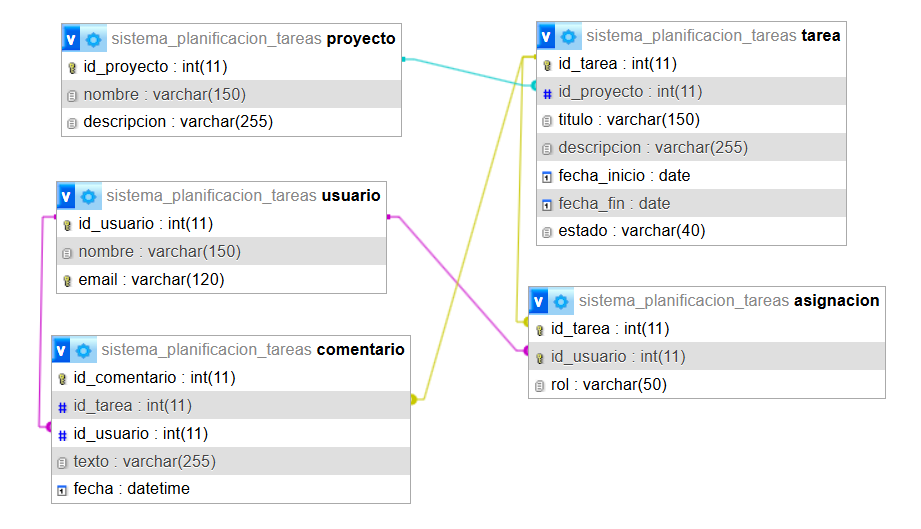 v sistema_planificacion_tareas proyecto
id_proyecto : int(11)
nombre : varchar(150)
descripcion : varchar(255)
v sistema_planificacion_tareas tarea
id_tarea : int(11)
# id_proyecto : int(11)
titulo : varchar(150)
descripcion : varchar(255)
fecha_inicio : date
fecha_fin : date
estado : varchar(40)
v sistema_planificacion_tareas usuario
id_usuario : int(11)
nombre : varchar(150)
email : varchar(120)
v sistema_planificacion_tareas asignacion
id_tarea : int(11)
id_usuario : int(11)
rol : varchar(50)
v sistema_planificacion_tareas comentario
id_comentario : int(11)
# id_tarea : int(11)
# id_usuario : int(11)
texto : varchar(255)
fecha : datetime